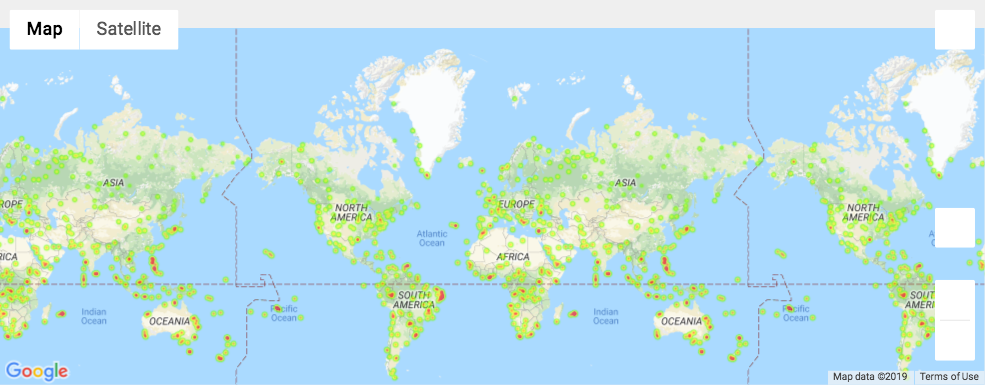 Map
Satellite
ASIA
ROPE
RICA
Indian
Ocean
OCEANIA
NORTH
AMERICA
Atlantic
Ocean
SOUTH
AMERICA
Pacific
Ocean
EUROPE
AFRICA
ASIA
Indian
Ocean
OCEANIA
NORTH
AMERICA
A
SOUT
AMERIC
Pacific
Ocean
Google
Map data ©2019
Terms of Use